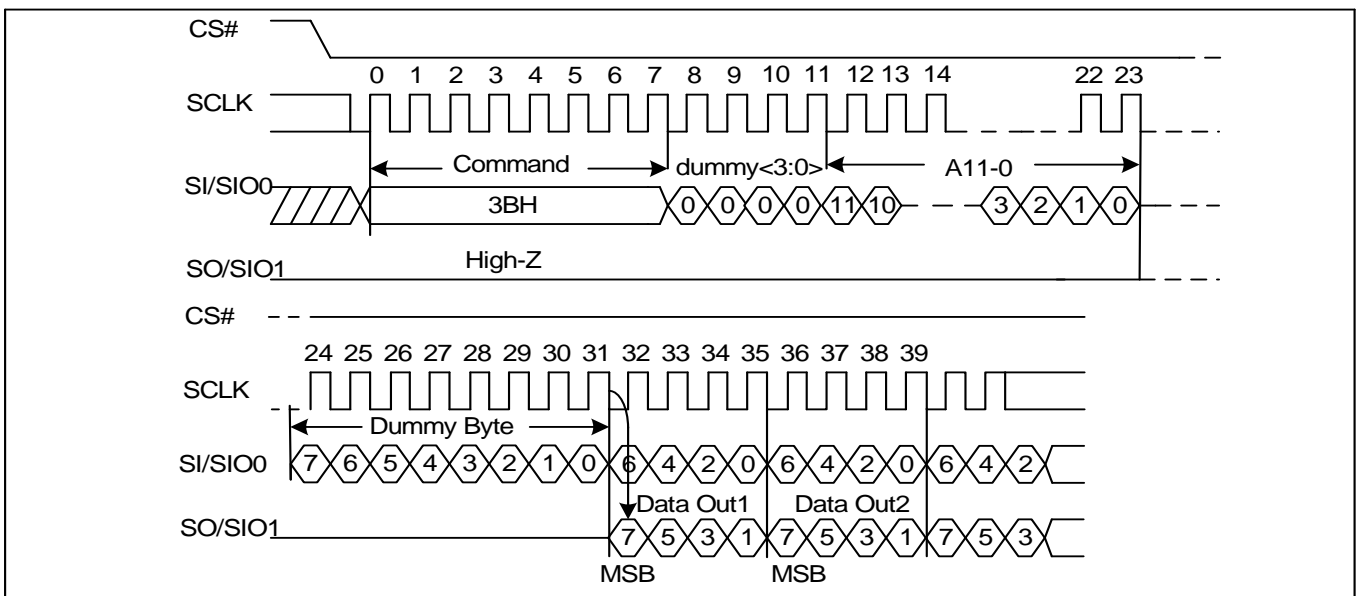 CS#
0 1 2 3 4 5 6 7 8 9 10 11 12 13 14 22 23
SCLK
Command dummy<3:0> A11-0
SI/SIO0
3BH 0 0 0 0 11 10 3 2 1 0
High-Z
SO/SIO1
CS#
24 25 26 27 28 29 30 31 32 33 34 35 36 37 38 39
SCLK
Dummy Byte
SI/SIO0 7 6 5 4 3 2 1 0 6 4 2 0 6 4 2 0 6 4 2
Data Out1 Data Out2
SO/SIO1 7 5 3 1 7 5 3 1 7 5 3
MSB MSB